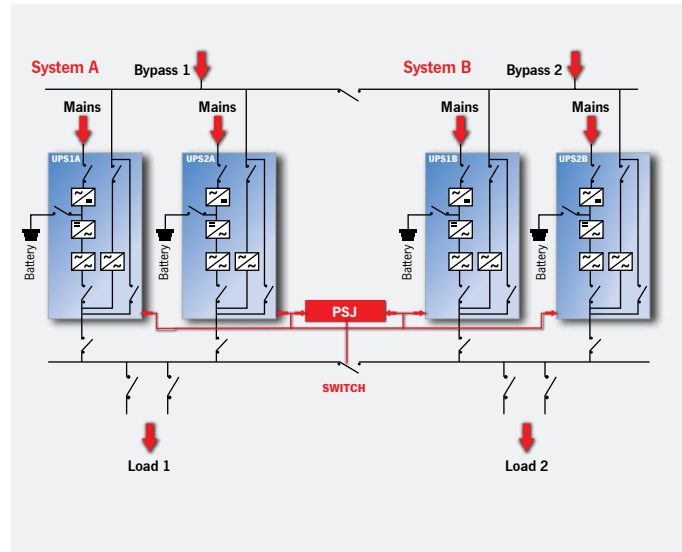 System A
Bypass 1
System B
Bypass 2
Mains
Mains
Mains
Mains
UPS1A
UPS2A
UPS1B
UPS2B
Battery
Battery
Battery
Battery
PSJ
SWITCH
Load 1
Load 2